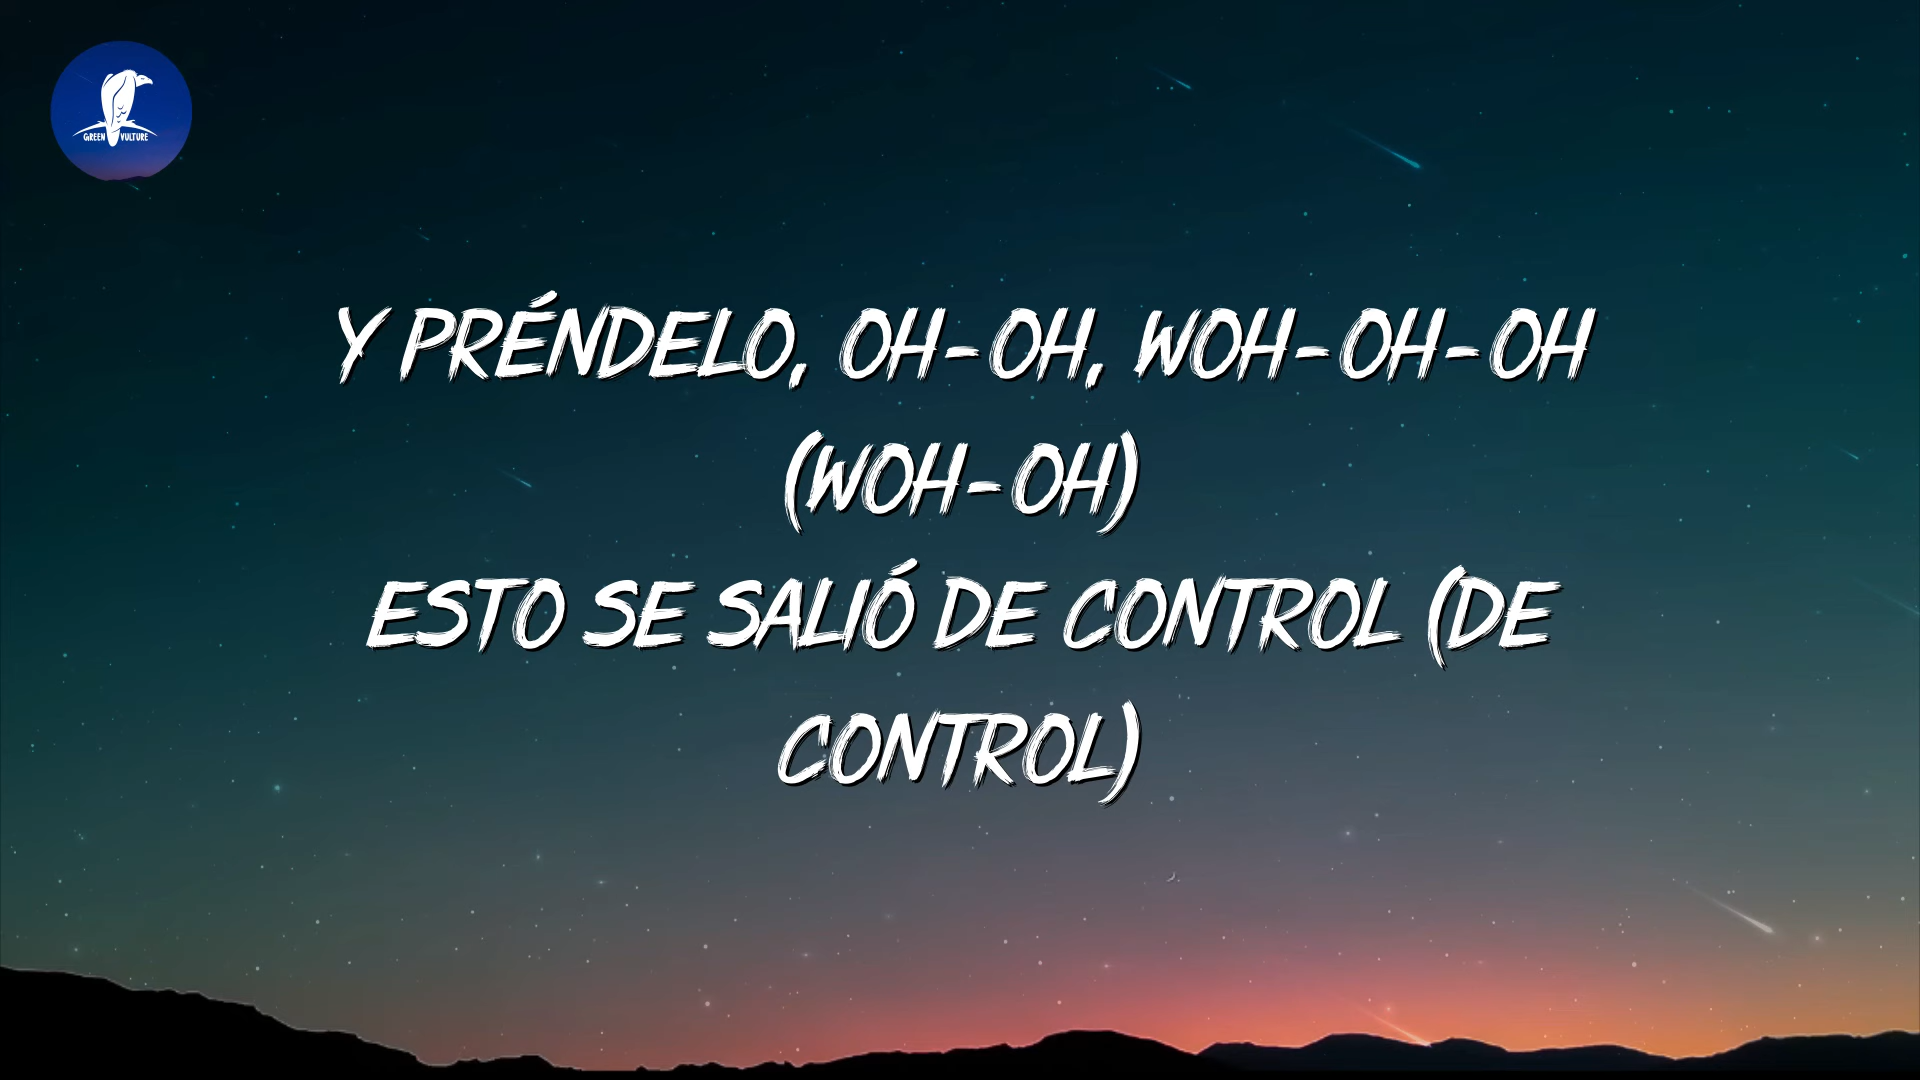 GREEN VULTURE
Y PRÉNDELO, OH-OH, WOH-OH-OH
(WOH-OH)
ESTO SE SALIÓ DE CONTROL (DE
CONTROL)